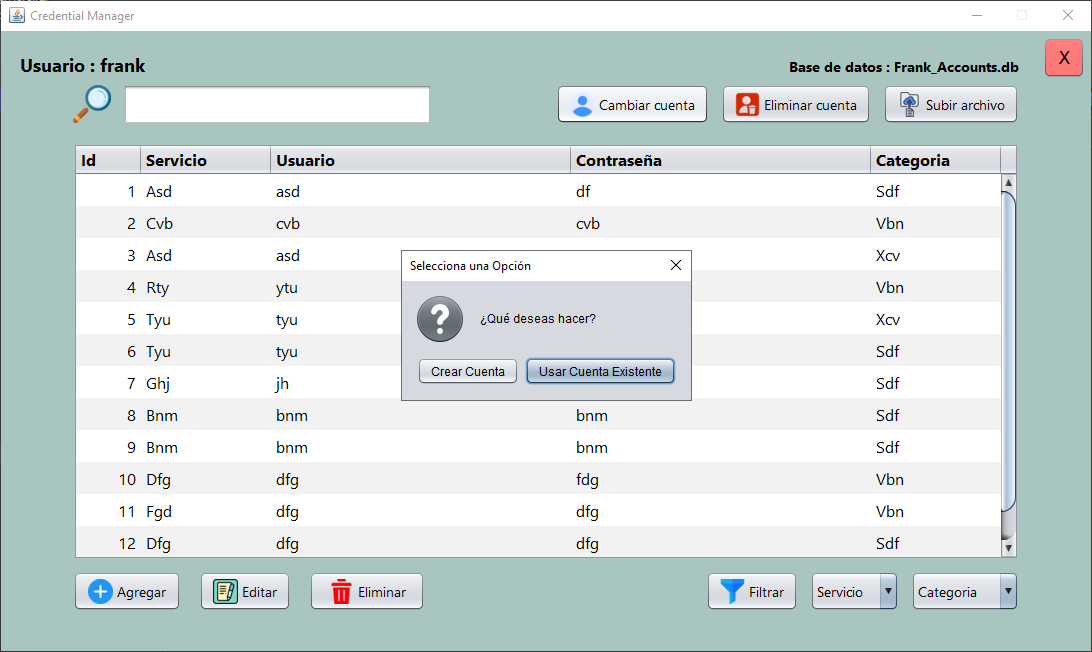 Credential Manager
Usuario : frank
Base de datos : Frank_Accounts.db
X
Cambiar cuenta
Eliminar cuenta
Subir archivo
Id Servicio Usuario Contraseña Categoria
1 Asd asd df Sdf
2 Cvb cvb cvb Vbn
3 Asd asd Xcv
4 Rty ytu Vbn
5 Tyu tyu Xcv
6 Tyu tyu Sdf
7 Ghj jh Sdf
8 Bnm bnm bnm Sdf
9 Bnm bnm bnm Sdf
10 Dfg dfg fdg Vbn
11 Fgd dfg dfg Vbn
12 Dfg dfg dfg Sdf
Selecciona una Opción
¿Qué deseas hacer?
Crear Cuenta
Usar Cuenta Existente
Agregar
Editar
Eliminar
Filtrar
Servicio
Categoria